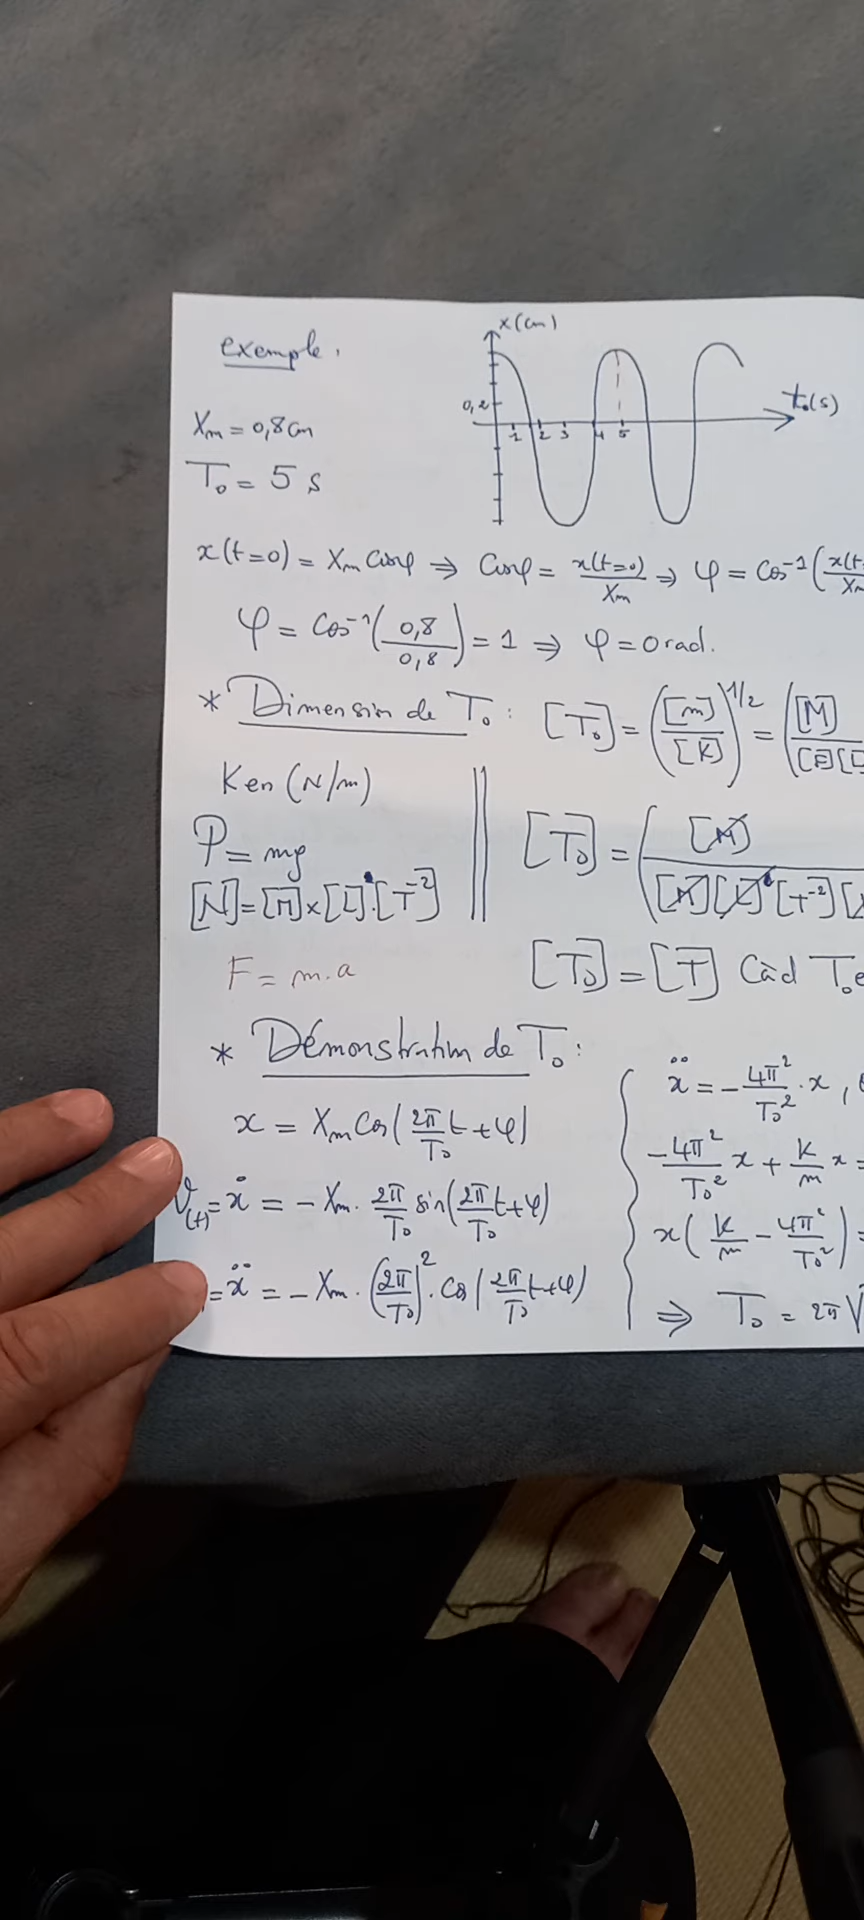 exemple.
x(cm)
0,2
1 2 3 4 5
t(s)
Xm = 0,8 cm
T₀ = 5 s
x(t=0) = Xm Cosφ ⇒ Cosφ = x(t=0)/Xm ⇒ φ = Cos⁻¹(x(t
φ = Cos⁻¹(0,8/0,8) = 1 ⇒ φ = 0 rad.
* Dimension de T₀ : [T₀] = ([m]/[K])^1/2 = ([M]
K en (N/m)
P = mg
[N] = [M]×[L].[T⁻²]
F = m.a
[T₀] = ([M]/[M][L][T⁻²]
[T₀] = [T] Càd T₀ e
* Démonstration de T₀ :
x = Xm Cos(2π/T₀ t + φ)
V(t) = ẋ = - Xm . 2π/T₀ sin(2π/T₀ t + φ)
= ẍ = - Xm . (2π/T₀)² . Cos(2π/T₀ t + φ)
ẍ = - 4π²/T₀² . x ,
- 4π²/T₀² x + K/m x =
x(K/m - 4π²/T₀²) =
⇒ T₀ = 2π√